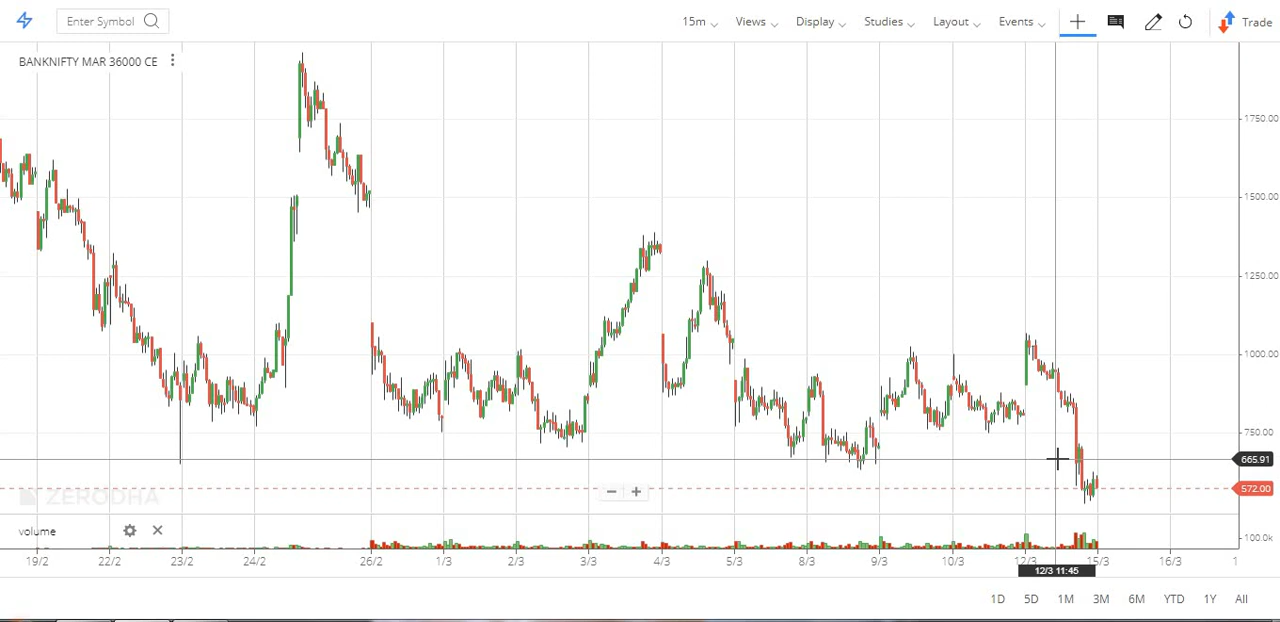 Enter Symbol 15m Views Display Studies Layout Events Trade
BANKNIFTY MAR 36000 CE
1750.00
1500.00
1250.00
1000.00
750.00
665.91
572.00
ZERODHA
volume
100.0k
19/2 22/2 23/2 24/2 26/2 1/3 2/3 3/3 4/3 5/3 8/3 9/3 10/3 12/3 15/3 16/3 1
12/3 11:45
1D 5D 1M 3M 6M YTD 1Y All